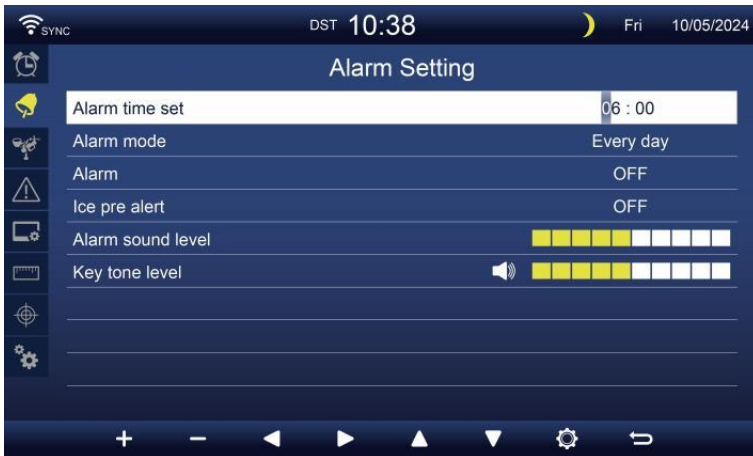 SYNC DST 10:38 Fri 10/05/2024
Alarm Setting
Alarm time set 06 : 00
Alarm mode Every day
Alarm OFF
Ice pre alert OFF
Alarm sound level
Key tone level